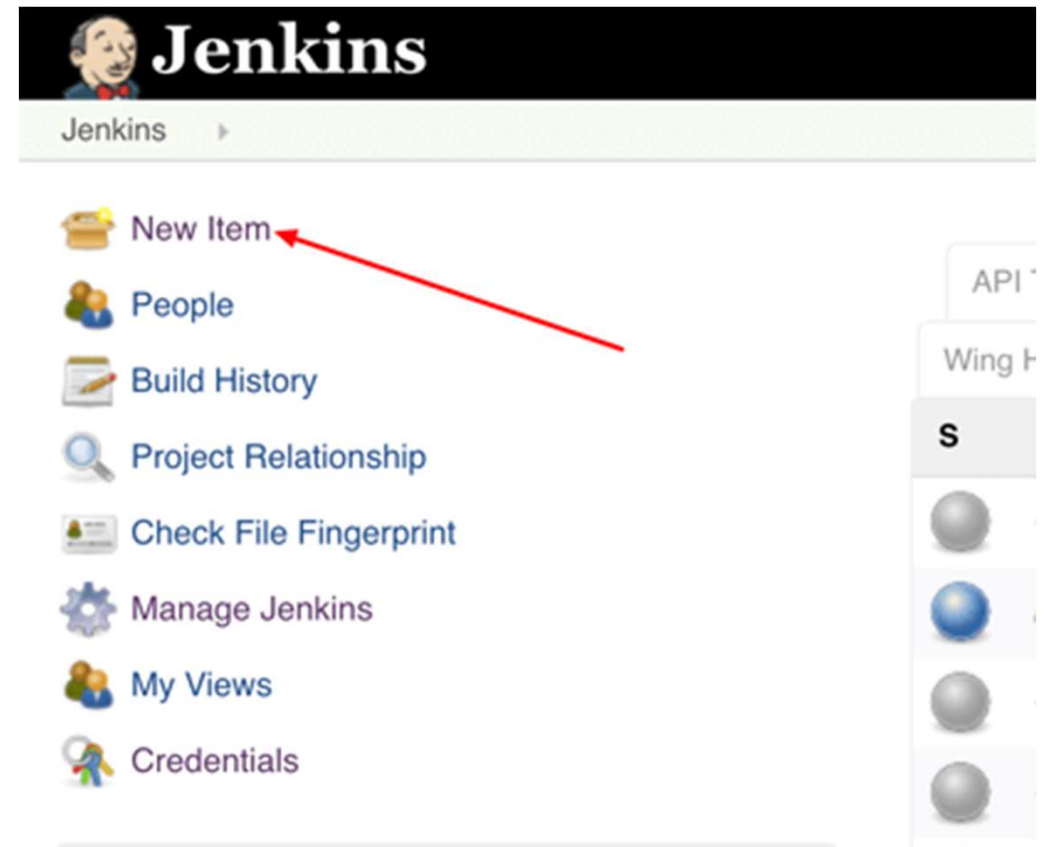 Jenkins
Jenkins
New Item
People
Build History
Project Relationship
Check File Fingerprint
Manage Jenkins
My Views
Credentials
API
Wing
S